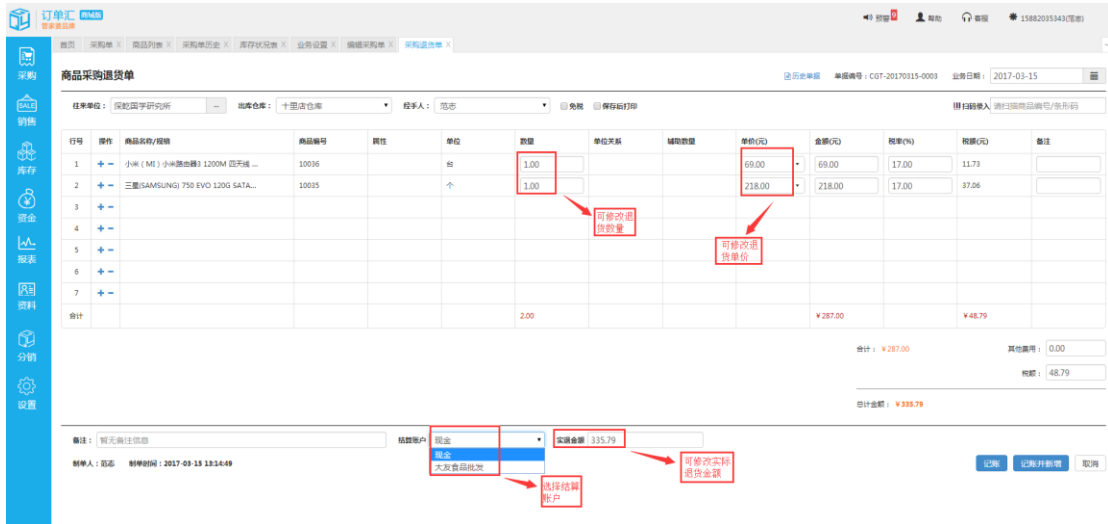 订单汇 商城版
管家婆品牌
预警 0 帮助 客服 15882035343(范志)
首页 采购单 X 商品列表 X 采购单历史 X 库存状况表 X 业务设置 X 编辑采购单 X 采购退货单 X
采购
SALE
销售
库存
资金
报表
资料
分销
设置
商品采购退货单
历史单据 单据编号：CGT-20170315-0003 业务日期： 2017-03-15
往来单位： 深屹国学研究所 ... 出库仓库： 十里店仓库 经手人： 范志 免税 保存后打印 扫码录入 请扫描商品编号/条形码
行号 操作 商品名称/规格 商品编号 属性 单位 数量 单位关系 辅助数量 单价(元) 金额(元) 税率(%) 税额(元) 备注
1 + − 小米（MI）小米路由器3 1200M 四天线 ... 10036 台 1.00 69.00 69.00 17.00 11.73
2 + − 三星(SAMSUNG) 750 EVO 120G SATA... 10035 个 1.00 218.00 218.00 17.00 37.06
3 + −
4 + −
5 + −
6 + −
7 + −
可修改退
货数量
可修改退
货单价
合计 2.00 ¥287.00 ¥48.79
合计： ¥287.00 其他费用： 0.00
税额： 48.79
总计金额： ¥335.79
备注： 暂无备注信息 结算账户 现金 实退金额 335.79
现金
大友食品批发
制单人：范志 制单时间：2017-03-15 13:14:49
选择结算
账户
可修改实际
退货金额
记账 记账并新增 取消